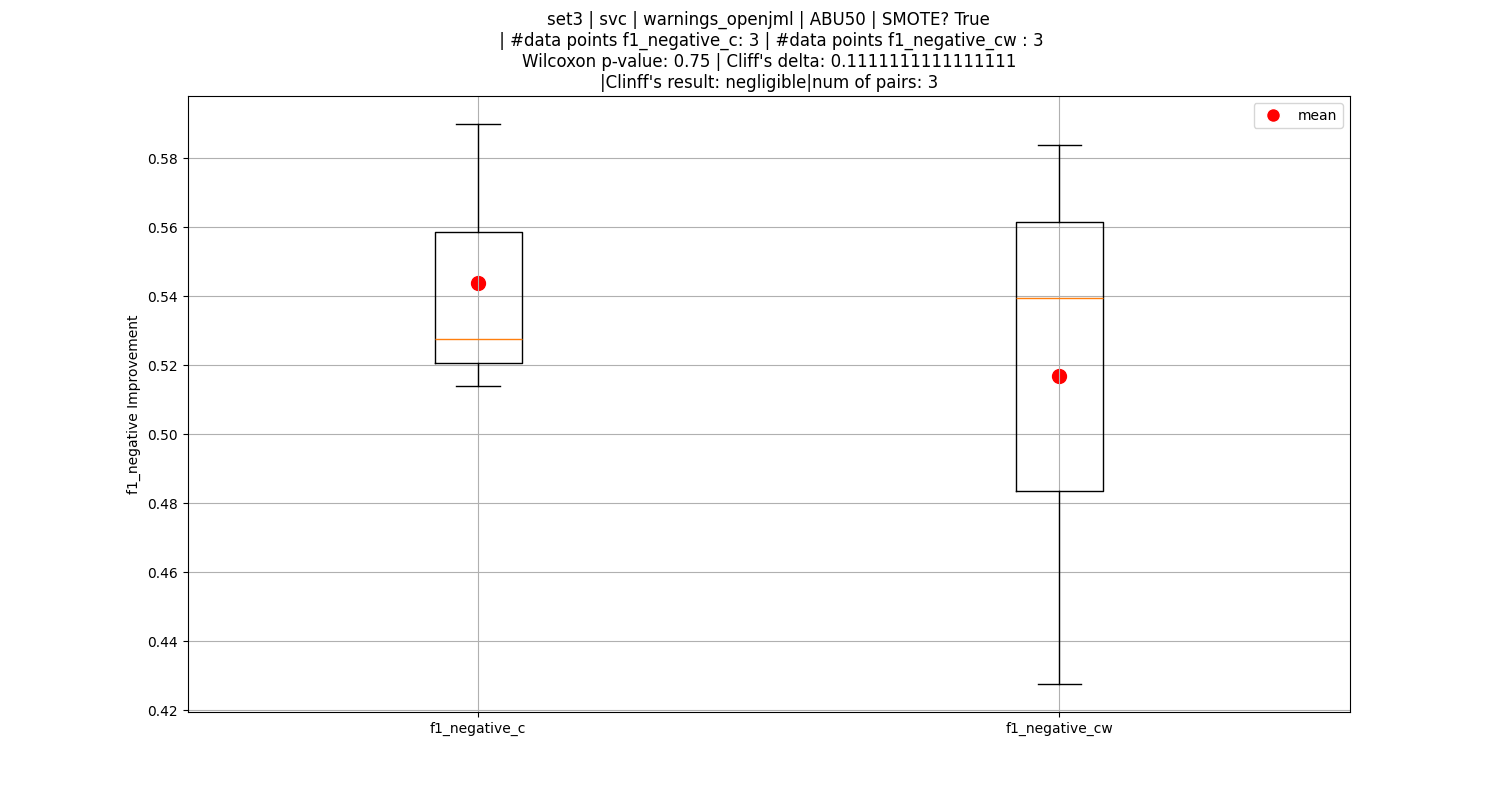 set3 | svc | warnings_openjml | ABU50 | SMOTE? True
| #data points f1_negative_c: 3 | #data points f1_negative_cw : 3
Wilcoxon p-value: 0.75 | Cliff's delta: 0.1111111111111111
|Clinff's result: negligible|num of pairs: 3
mean
0.58
0.56
0.54
0.52
0.50
0.48
0.46
0.44
0.42
f1_negative Improvement
f1_negative_c
f1_negative_cw